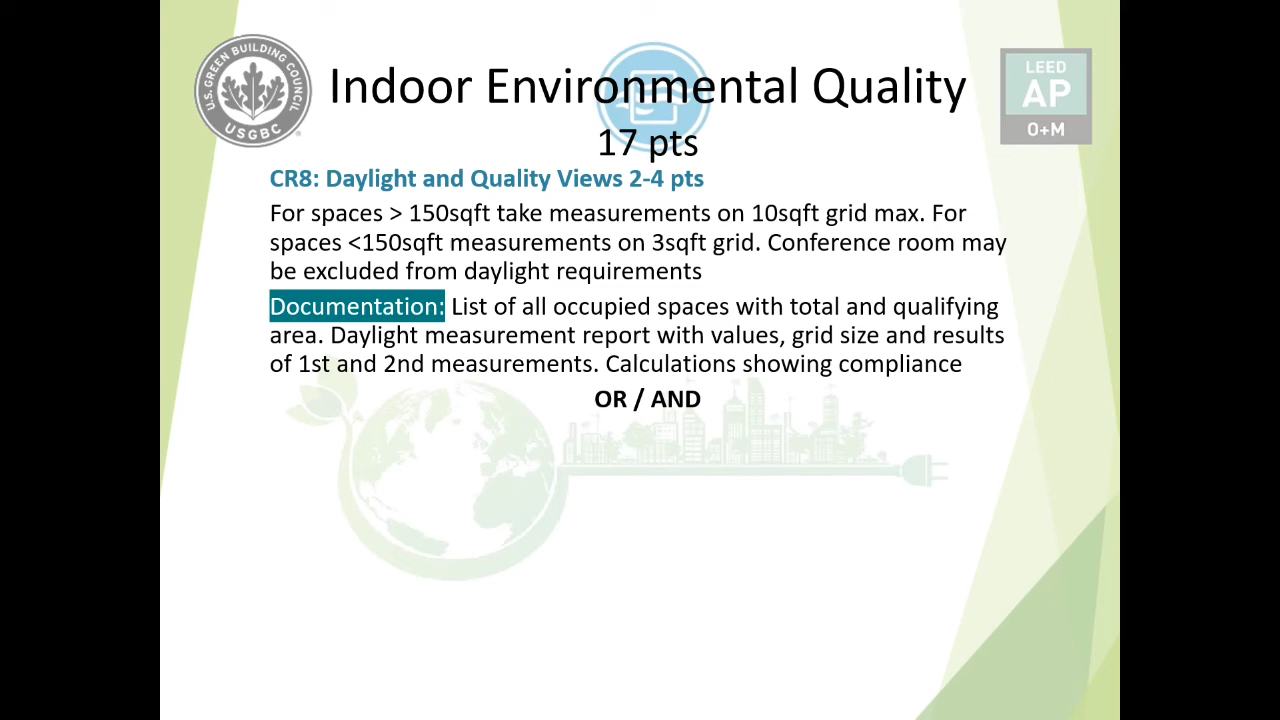 U.S. GREEN BUILDING COUNCIL
USGBC
Indoor Environmental Quality
17 pts
LEED
AP
O+M
CR8: Daylight and Quality Views 2-4 pts
For spaces > 150sqft take measurements on 10sqft grid max. For
spaces <150sqft measurements on 3sqft grid. Conference room may
be excluded from daylight requirements
Documentation: List of all occupied spaces with total and qualifying
area. Daylight measurement report with values, grid size and results
of 1st and 2nd measurements. Calculations showing compliance
OR / AND